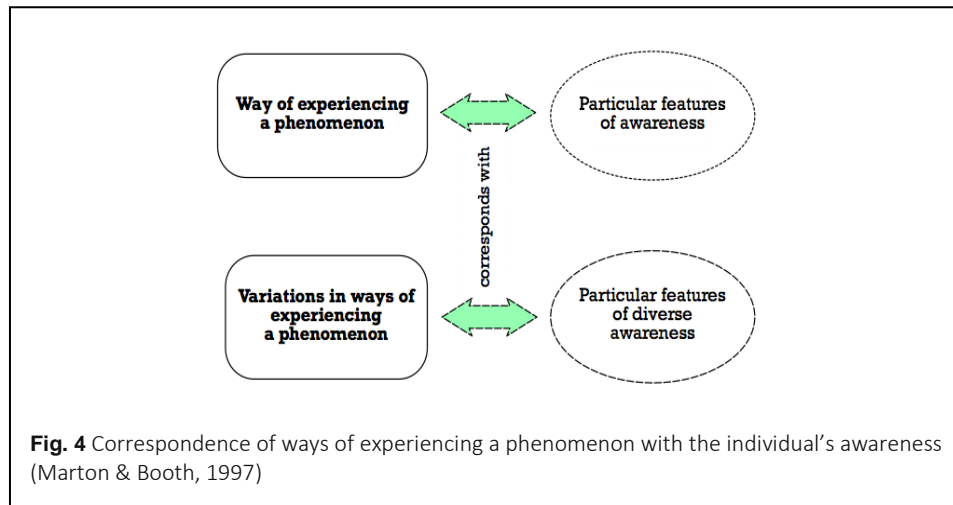 Way of experiencing
a phenomenon
Particular features
of awareness
corresponds with
Variations in ways of
experiencing
a phenomenon
Particular features
of diverse
awareness
Fig. 4 Correspondence of ways of experiencing a phenomenon with the individual’s awareness
(Marton & Booth, 1997)